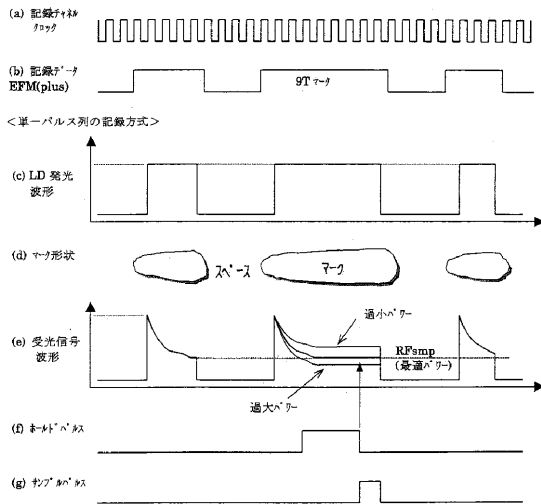 (a) 記録ﾁｬﾈﾙ
ｸﾛｯｸ
(b) 記録ﾃﾞｰﾀ
EFM(plus)
9T マーク
<単一パルス列の記録方式>
(c) LD 発光
波形
(d) ﾏｰｸ形状
スペース
マーク
(e) 受光信号
波形
過小ﾊﾟﾜｰ
RFsmp
(最適ﾊﾟﾜｰ)
過大ﾊﾟﾜｰ
(f) ﾎｰﾙﾄﾞﾊﾟﾙｽ
(g) ｻﾝﾌﾟﾙﾊﾟﾙｽ